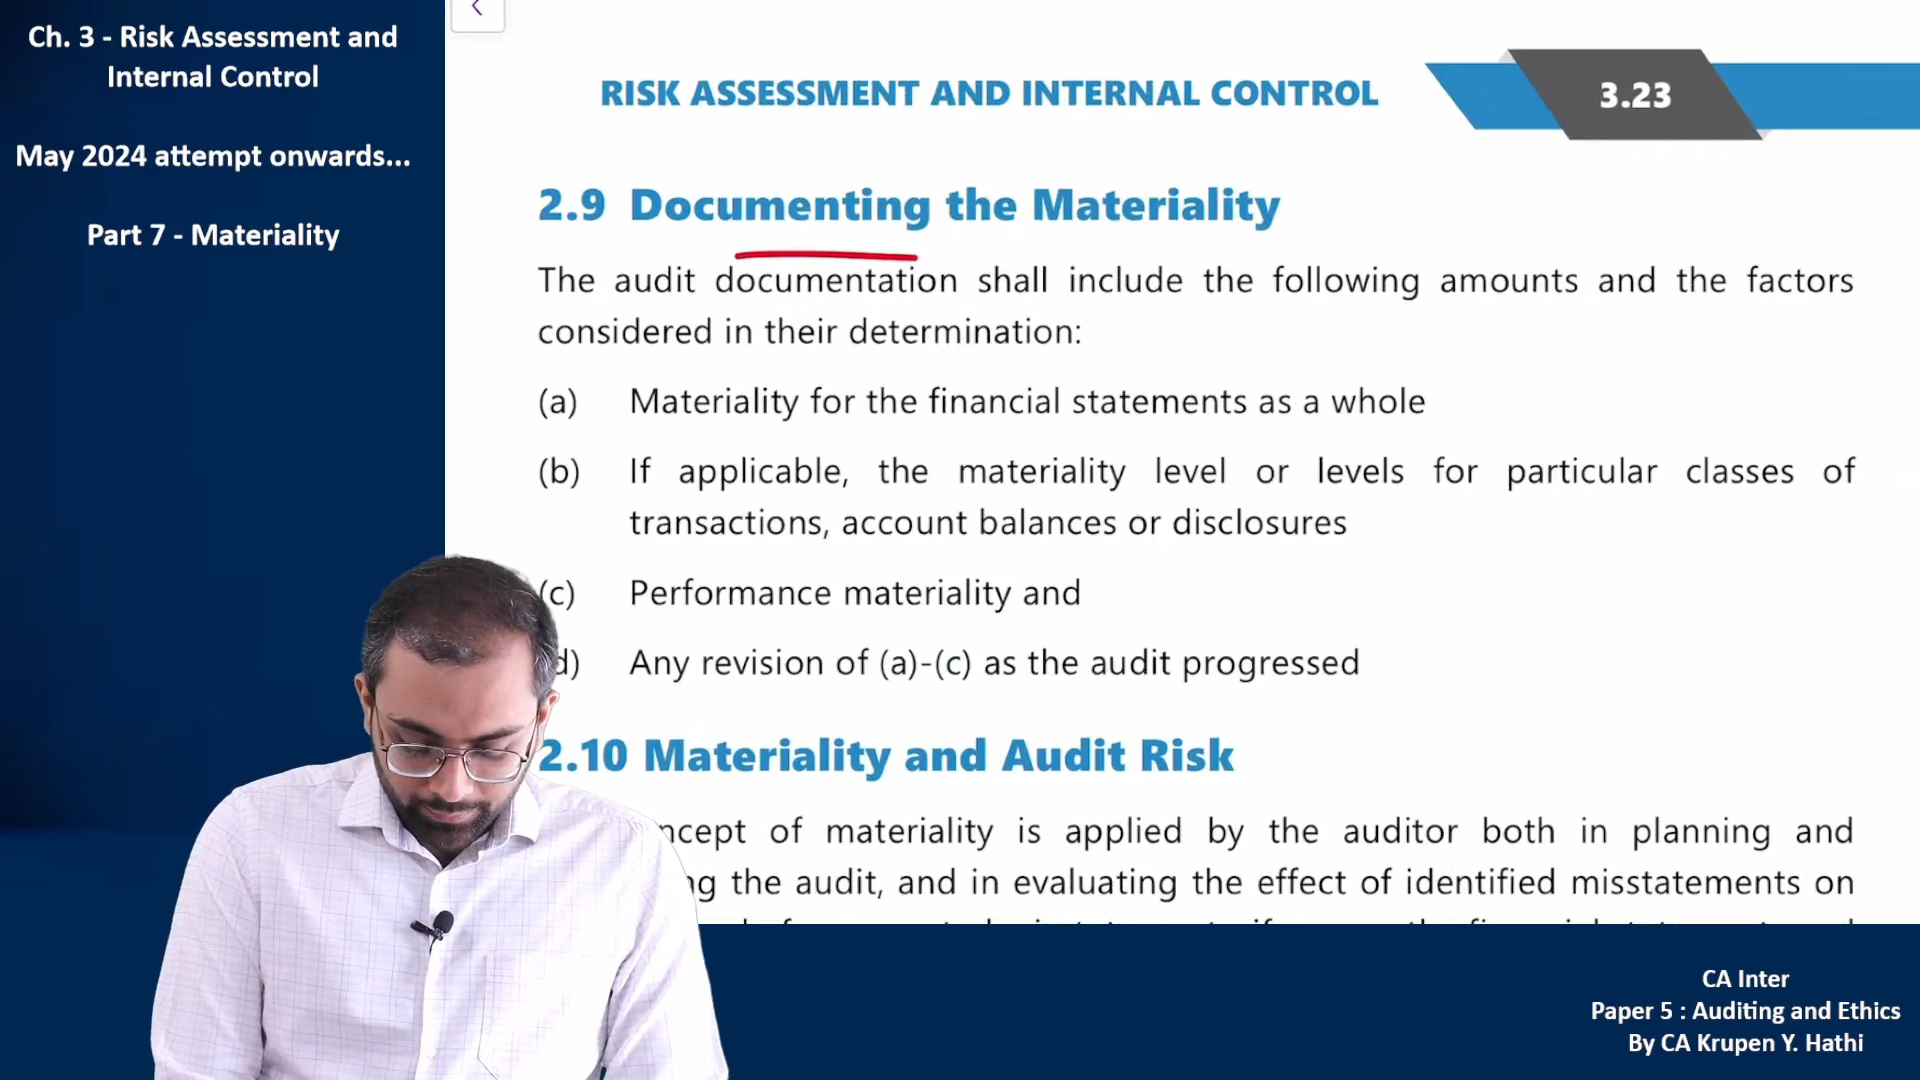 Ch. 3 - Risk Assessment and
Internal Control
May 2024 attempt onwards...
Part 7 - Materiality
RISK ASSESSMENT AND INTERNAL CONTROL
3.23
2.9 Documenting the Materiality
The audit documentation shall include the following amounts and the factors
considered in their determination:
(a) Materiality for the financial statements as a whole
(b) If applicable, the materiality level or levels for particular classes of
transactions, account balances or disclosures
(c) Performance materiality and
d) Any revision of (a)-(c) as the audit progressed
2.10 Materiality and Audit Risk
of materiality is applied by the auditor both in planning and
the audit, and in evaluating the effect of identified misstatements on
CA Inter
Paper 5 : Auditing and Ethics
By CA Krupen Y. Hathi